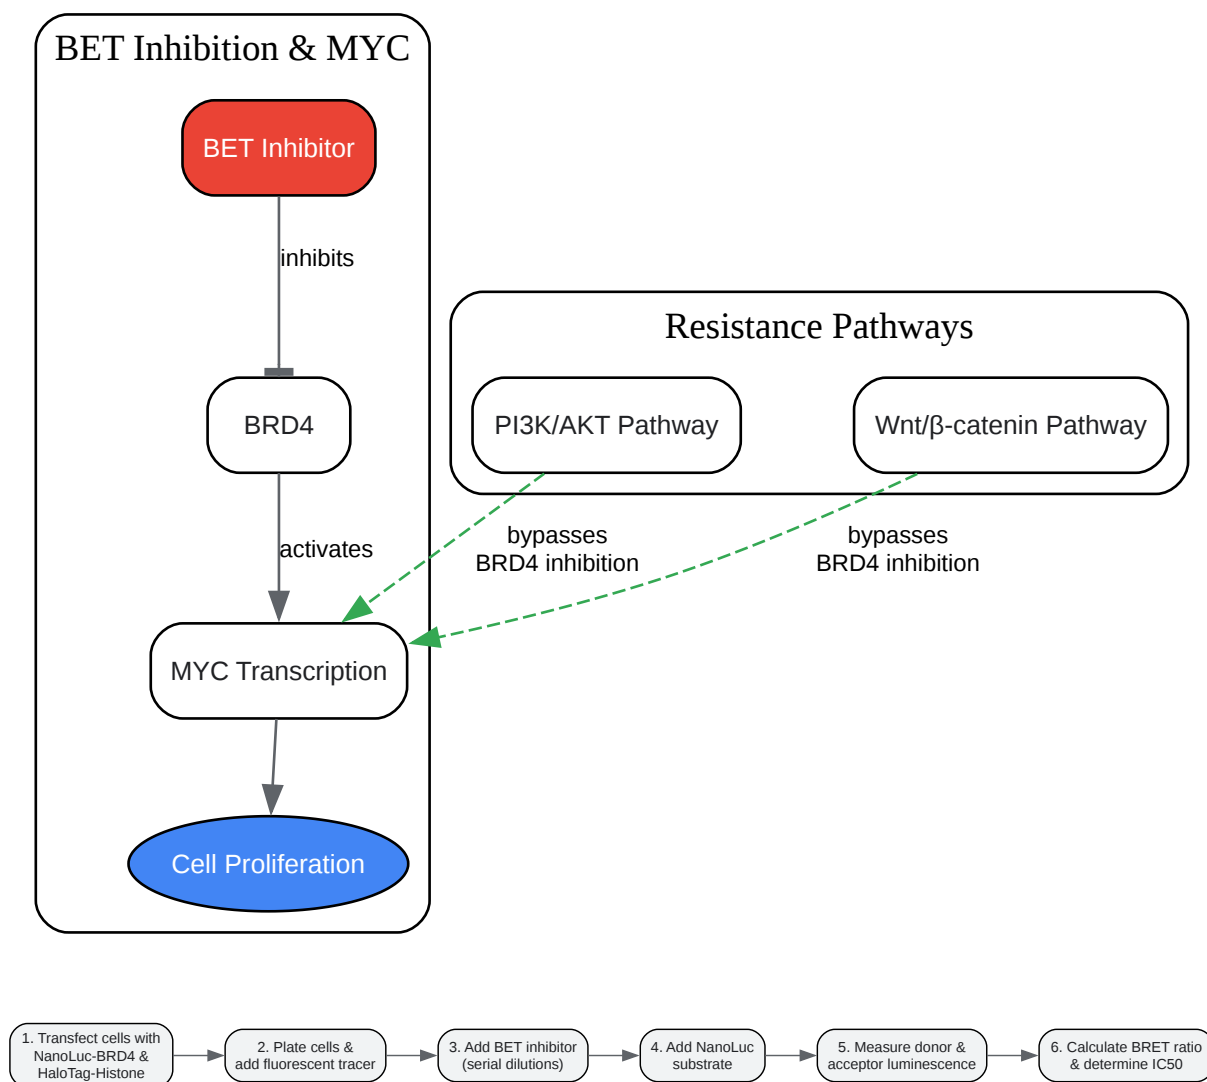 BET Inhibition & MYC
BET Inhibitor
inhibits
Resistance Pathways
BRD4
PI3K/AKT Pathway
Wnt/β-catenin Pathway
activates
bypasses
BRD4 inhibition
bypasses
BRD4 inhibition
MYC Transcription
Cell Proliferation
1. Transfect cells with
NanoLuc-BRD4 &
HaloTag-Histone
2. Plate cells &
add fluorescent tracer
3. Add BET inhibitor
(serial dilutions)
4. Add NanoLuc
substrate
5. Measure donor &
acceptor luminescence
6. Calculate BRET ratio
& determine IC50